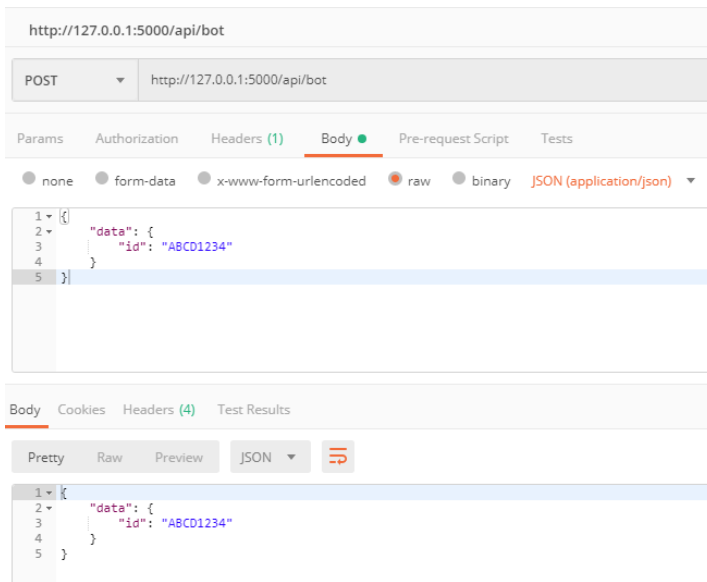 http://127.0.0.1:5000/api/bot
POST http://127.0.0.1:5000/api/bot
Params Authorization Headers (1) Body Pre-request Script Tests
none form-data x-www-form-urlencoded raw binary JSON (application/json)
1 {
2 "data": {
3 "id": "ABCD1234"
4 }
5 }
Body Cookies Headers (4) Test Results
Pretty Raw Preview JSON
1 {
2 "data": {
3 "id": "ABCD1234"
4 }
5 }